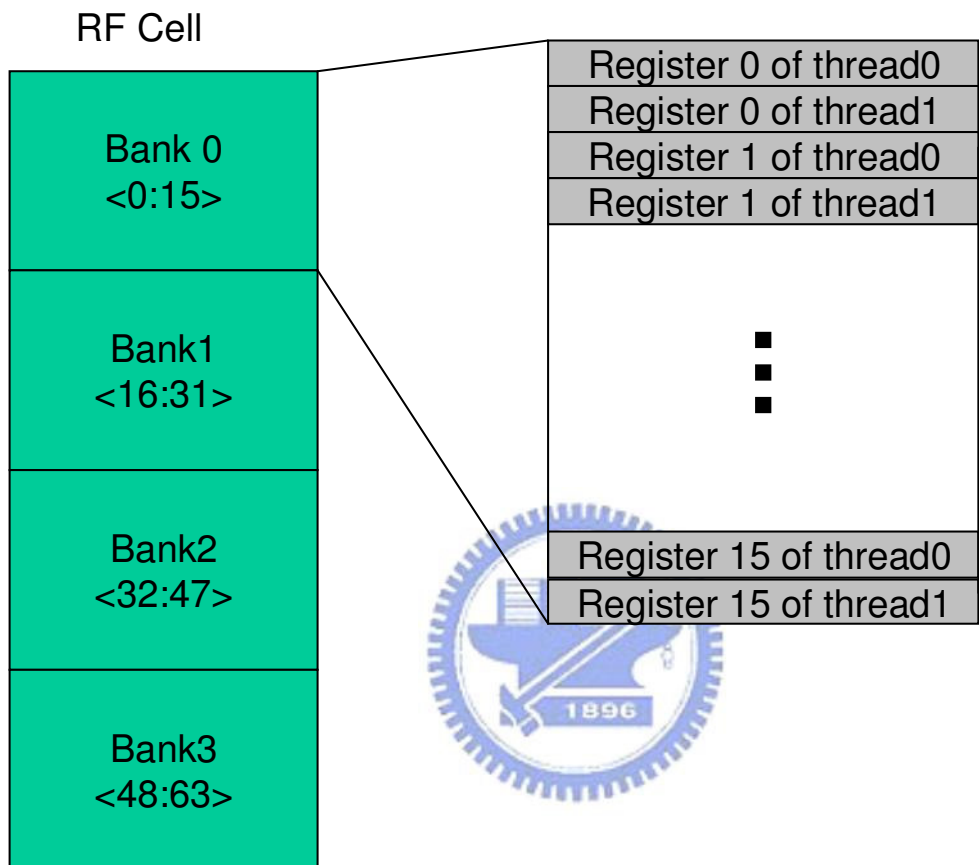 RF Cell
Bank 0
<0:15>
Bank1
<16:31>
Bank2
<32:47>
Bank3
<48:63>
Register 0 of thread0
Register 0 of thread1
Register 1 of thread0
Register 1 of thread1
Register 15 of thread0
Register 15 of thread1
1896